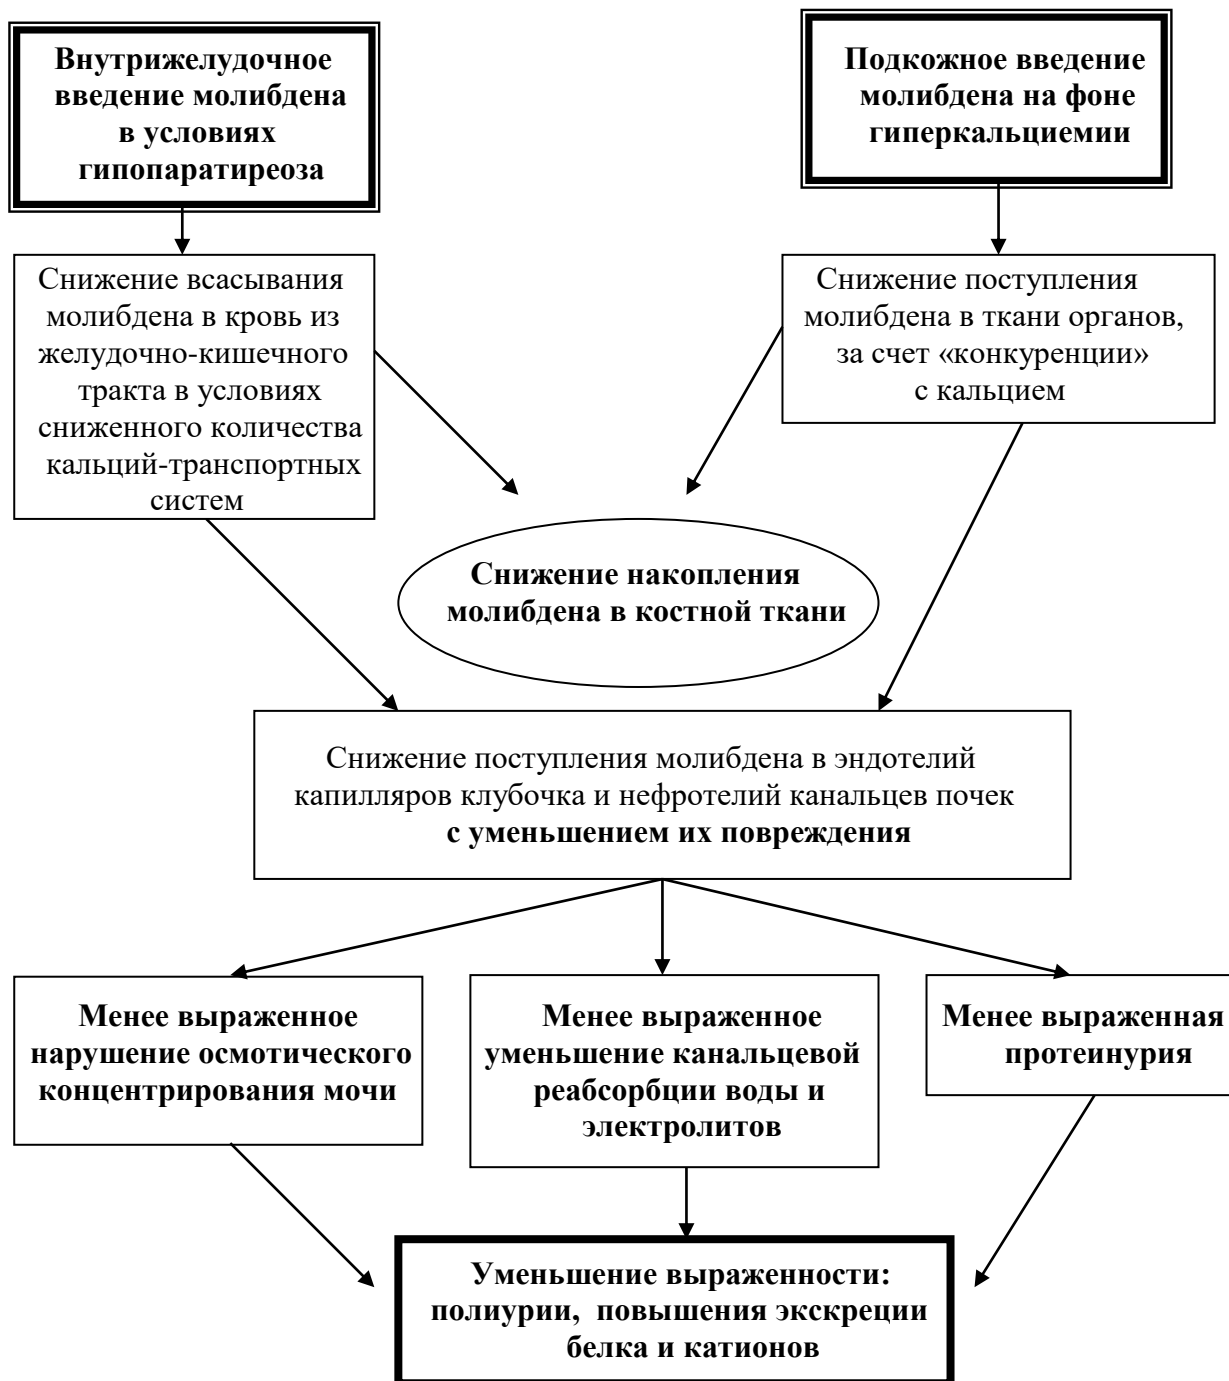 Внутрижелудочное
введение молибдена
в условиях
гипопаратиреоза
Подкожное введение
молибдена на фоне
гиперкальциемии
Снижение всасывания
молибдена в кровь из
желудочно-кишечного
тракта в условиях
сниженного количества
кальций-транспортных
систем
Снижение поступления
молибдена в ткани органов,
за счет «конкуренции»
с кальцием
Снижение накопления
молибдена в костной ткани
Снижение поступления молибдена в эндотелий
капилляров клубочка и нефротелий канальцев почек
с уменьшением их повреждения
Менее выраженное
нарушение осмотического
концентрирования мочи
Менее выраженное
уменьшение канальцевой
реабсорбции воды и
электролитов
Менее выраженная
протеинурия
Уменьшение выраженности:
полиурии, повышения экскреции
белка и катионов